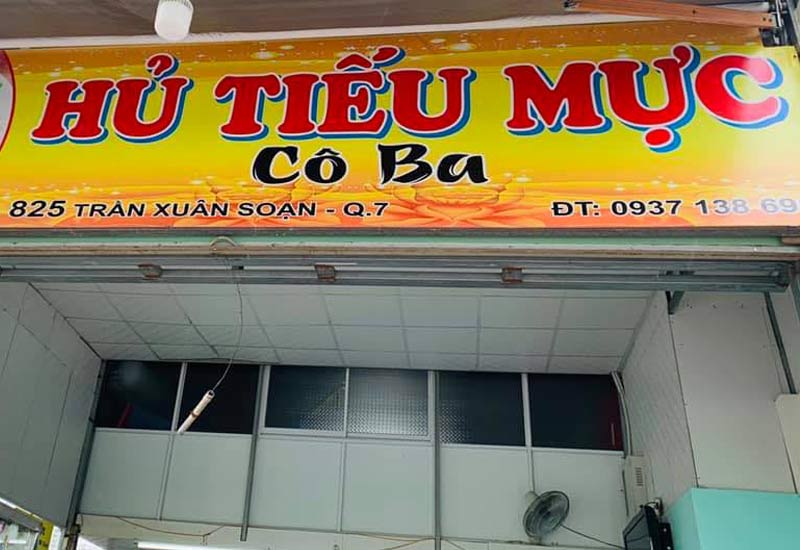 HỦ TIẾU MỰC
Cô Ba
825 TRẦN XUÂN SOẠN - Q.7 ĐT: 0937 138 69